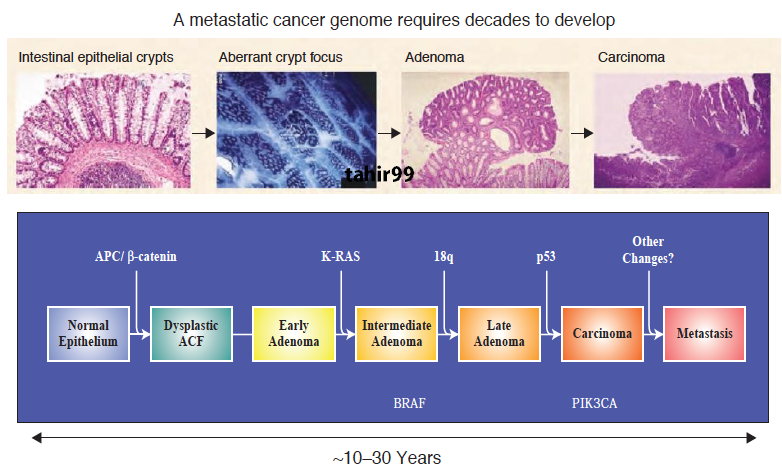 A metastatic cancer genome requires decades to develop
Intestinal epithelial crypts
Aberrant crypt focus
Adenoma
Carcinoma
tahir99
APC/ β-catenin
K-RAS
18q
p53
Other
Changes?
Normal
Epithelium
Dysplastic
ACF
Early
Adenoma
Intermediate
Adenoma
Late
Adenoma
Carcinoma
Metastasis
BRAF
PIK3CA
~10–30 Years